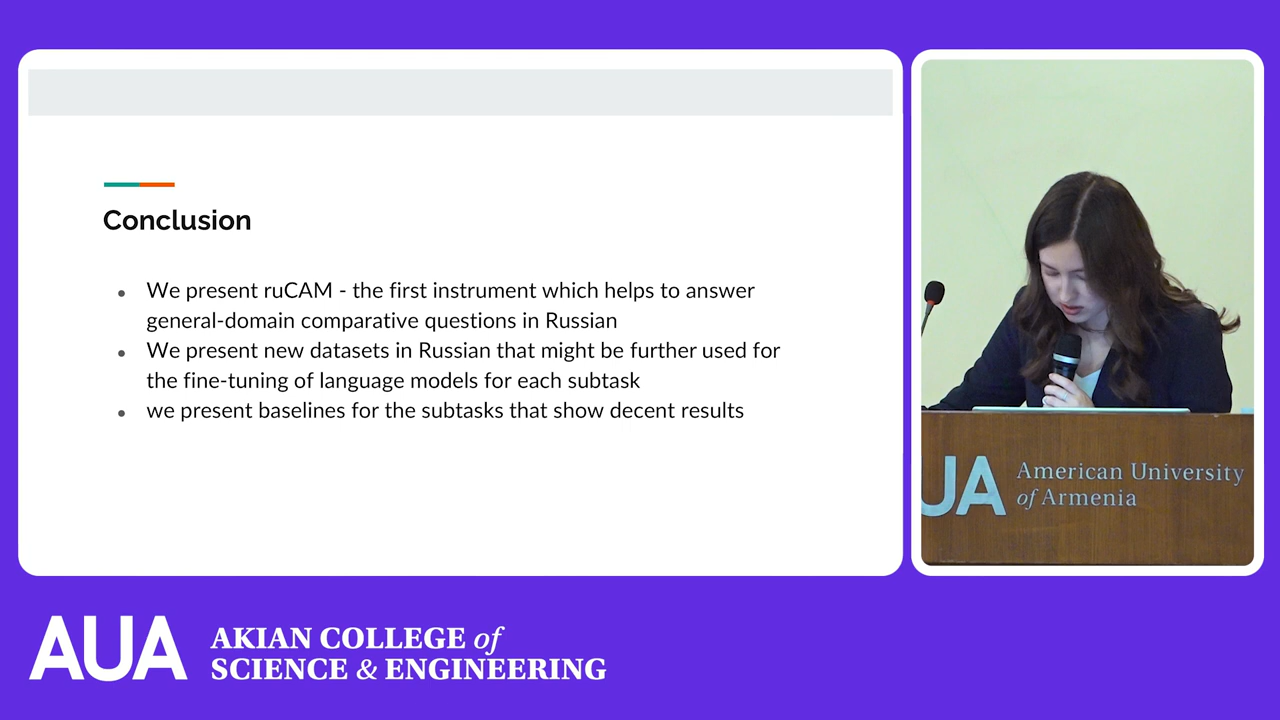 Conclusion
We present ruCAM - the first instrument which helps to answer
general-domain comparative questions in Russian
We present new datasets in Russian that might be further used for
the fine-tuning of language models for each subtask
we present baselines for the subtasks that show decent results
UA
American University
of Armenia
AUA
AKIAN COLLEGE of
SCIENCE & ENGINEERING